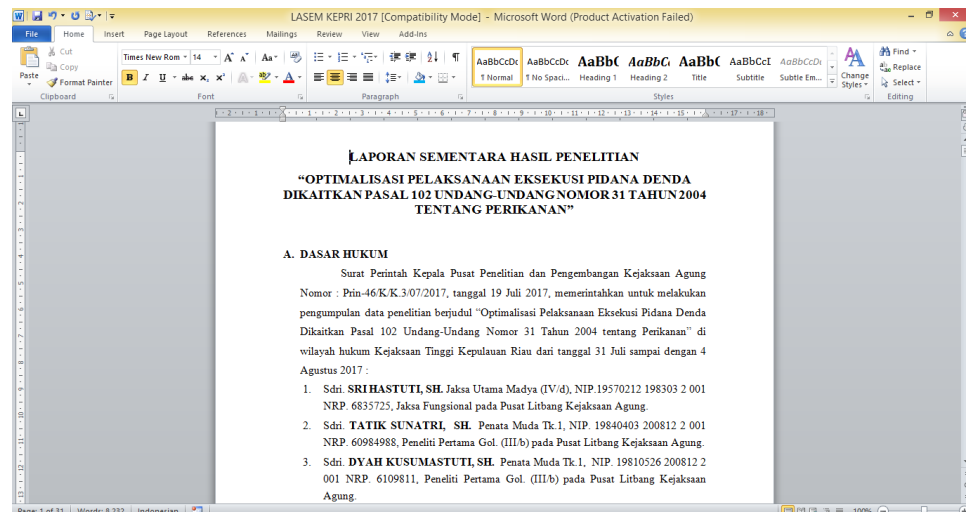 LASEM KEPRI 2017 [Compatibility Mode] - Microsoft Word (Product Activation Failed)
File Home Insert Page Layout References Mailings Review View Add-Ins
Paste
Cut
Copy
Format Painter
Clipboard
Times New Rom 14
Font
Paragraph
AaBbCcDc AaBbCcDc AaBbC AaBbCc AaBbC AaBbCcI AaBbCcDc
¶ Normal ¶ No Spaci... Heading 1 Heading 2 Title Subtitle Subtle Em...
Change Styles
Styles
Find
Replace
Select
Editing
LAPORAN SEMENTARA HASIL PENELITIAN
“OPTIMALISASI PELAKSANAAN EKSEKUSI PIDANA DENDA
DIKAITKAN PASAL 102 UNDANG-UNDANG NOMOR 31 TAHUN 2004
TENTANG PERIKANAN”
A. DASAR HUKUM
Surat Perintah Kepala Pusat Penelitian dan Pengembangan Kejaksaan Agung
Nomor : Prin-46/K/K.3/07/2017, tanggal 19 Juli 2017, memerintahkan untuk melakukan
pengumpulan data penelitian berjudul “Optimalisasi Pelaksanaan Eksekusi Pidana Denda
Dikaitkan Pasal 102 Undang-Undang Nomor 31 Tahun 2004 tentang Perikanan” di
wilayah hukum Kejaksaan Tinggi Kepulauan Riau dari tanggal 31 Juli sampai dengan 4
Agustus 2017 :
1. Sdri. SRI HASTUTI, SH. Jaksa Utama Madya (IV/d), NIP.19570212 198303 2 001
NRP. 6835725, Jaksa Fungsional pada Pusat Litbang Kejaksaan Agung.
2. Sdri. TATIK SUNATRI, SH. Penata Muda Tk.1, NIP. 19840403 200812 2 001
NRP. 60984988, Peneliti Pertama Gol. (III/b) pada Pusat Litbang Kejaksaan Agung.
3. Sdri. DYAH KUSUMASTUTI, SH. Penata Muda Tk.1, NIP. 19810526 200812 2
001 NRP. 6109811, Peneliti Pertama Gol. (III/b) pada Pusat Litbang Kejaksaan
Agung.
Page: 1 of 31 Words: 8,232 Indonesian 100%